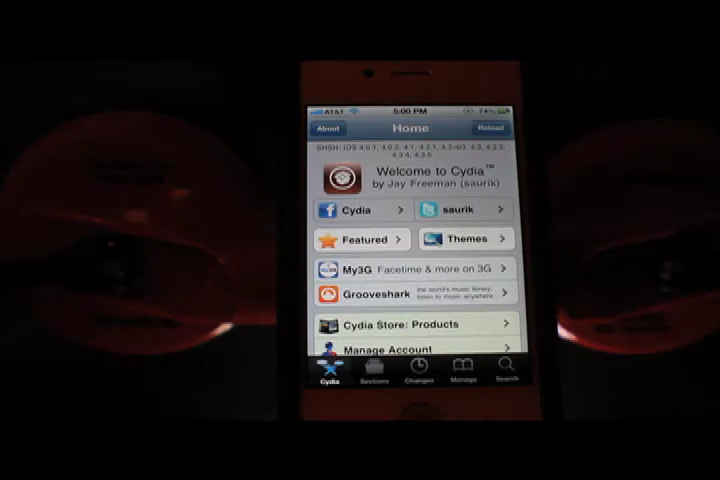 AT&T 5:00 PM 74%
About Home Reload
SHSH: iOS 4.0.1, 4.0.2, 4.1, 4.2.1, 4.2-b3, 4.3, 4.3.3,
4.3.4, 4.3.5
Welcome to Cydia™
by Jay Freeman (saurik)
Cydia saurik
Featured Themes
My3G Facetime & more on 3G
Grooveshark the world's music library:
listen to music anywhere
Cydia Store: Products
Manage Account
Cydia Sections Changes Manage Search